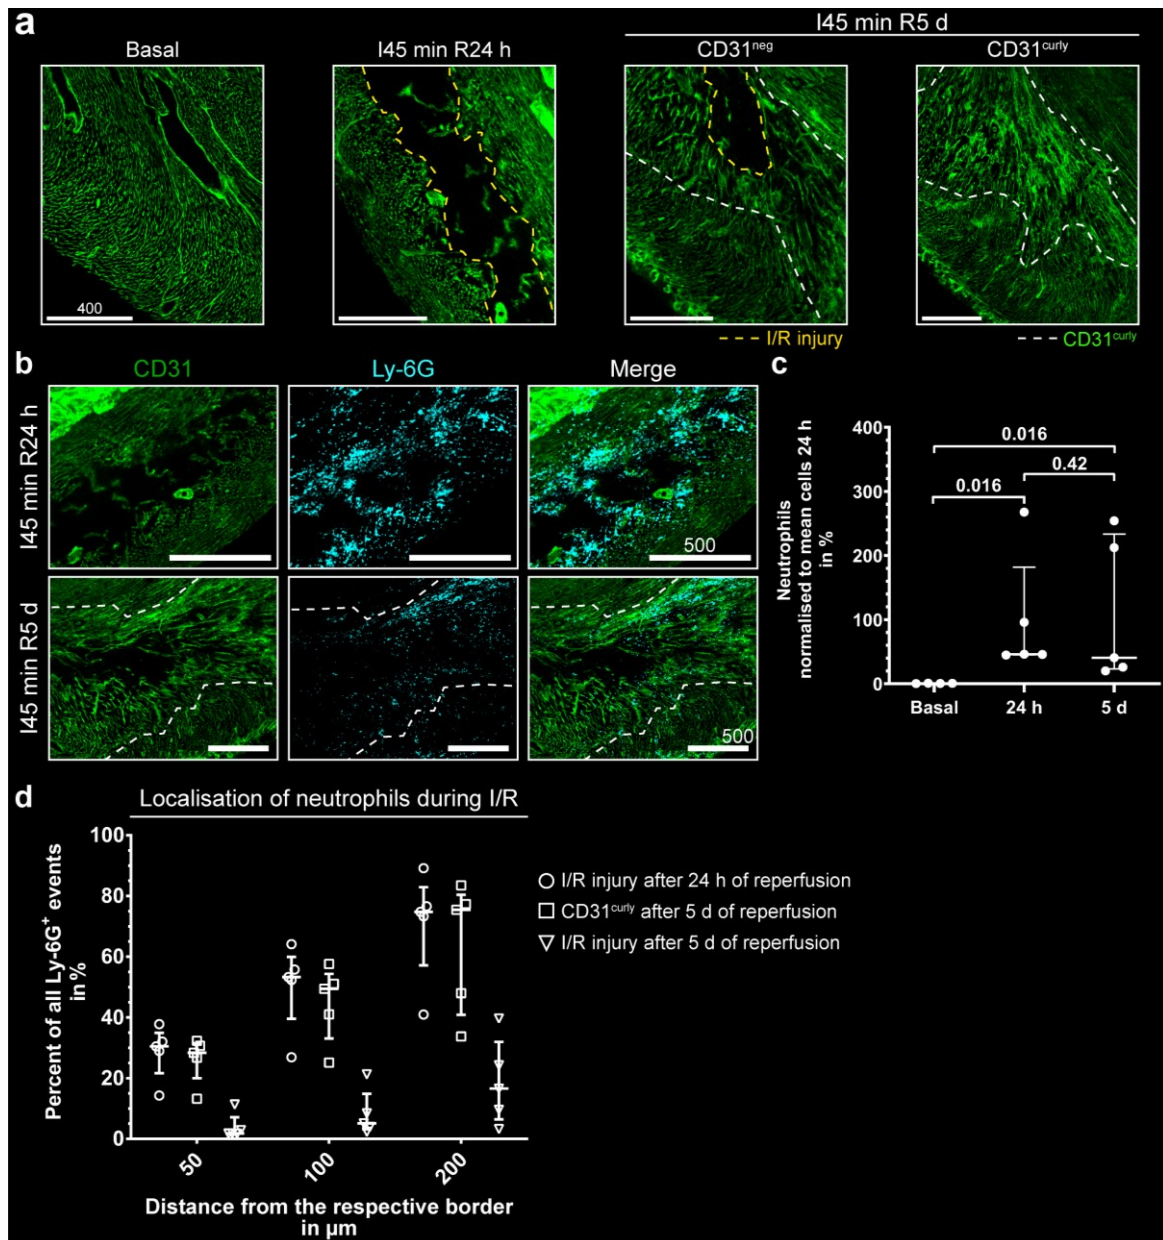 a
I45 min R5 d
Basal
I45 min R24 h
CD31neg
CD31curly
400
I/R injury
CD31curly
b
CD31
Ly-6G
Merge
I45 min R24 h
500
I45 min R5 d
500
c
Neutrophils
normalised to mean cells 24 h
in %
400
300
200
100
0
0.016
0.42
0.016
Basal
24 h
5 d
d
Localisation of neutrophils during I/R
Percent of all Ly-6G+ events
in%
100
80
60
40
20
0
50
100
200
Distance from the respective border
in µm
I/R injury after 24 h of reperfusion
CD31curly after 5 d of reperfusion
I/R injury after 5 d of reperfusion